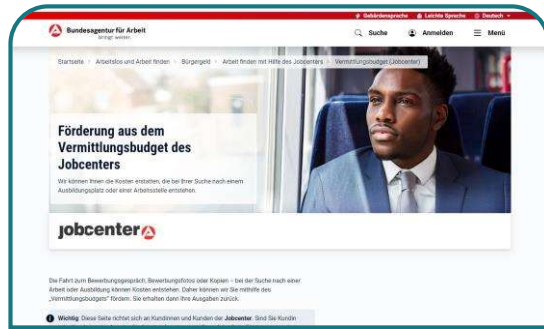 Gebärdensprache Leichte Sprache Deutsch
Bundesagentur für Arbeit
bringt weiter.
Suche Anmelden Menü
Startseite Arbeitslos und Arbeit finden Bürgergeld Arbeit finden mit Hilfe des Jobcenters Vermittlungsbudget (Jobcenter)
Förderung aus dem
Vermittlungsbudget des
Jobcenters
Wir können Ihnen die Kosten erstatten, die bei Ihrer Suche nach einem
Ausbildungsplatz oder einer Arbeitsstelle entstehen.
jobcenter
Die Fahrt zum Bewerbungsgespräch, Bewerbungsfotos oder Kopien – bei der Suche nach einer
Arbeit oder Ausbildung können Kosten entstehen. Daher können wir Sie mithilfe des
„Vermittlungsbudgets“ fördern. Sie erhalten dann Ihre Ausgaben zurück.
Wichtig: Diese Seite richtet sich an Kundinnen und Kunden der Jobcenter. Sind Sie Kundin